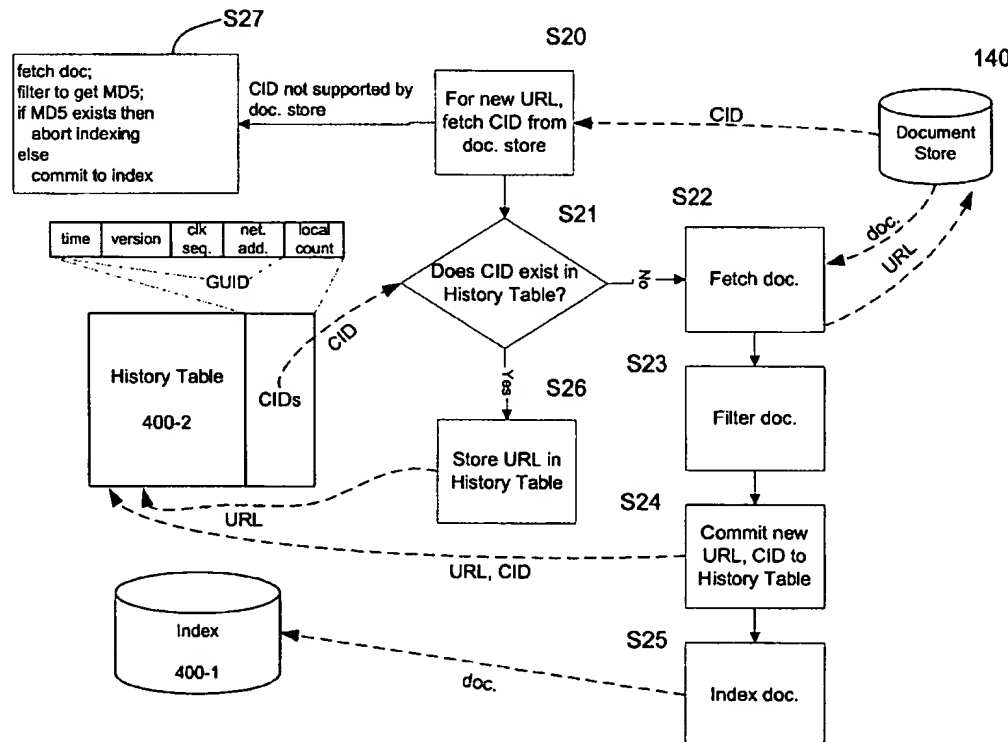 S27
fetch doc;
filter to get MD5;
if MD5 exists then
abort indexing
else
commit to index
CID not supported by
doc. store
S20
For new URL,
fetch CID from
doc. store
CID
140
Document
Store
S21
Does CID exist in
History Table?
No
Yes
S22
Fetch doc.
doc.
URL
time
version
clk
seq.
net.
add.
local
count
GUID
History Table
400-2
CIDs
CID
S26
Store URL in
History Table
URL
S23
Filter doc.
S24
Commit new
URL, CID to
History Table
URL, CID
S25
Index doc.
doc.
Index
400-1